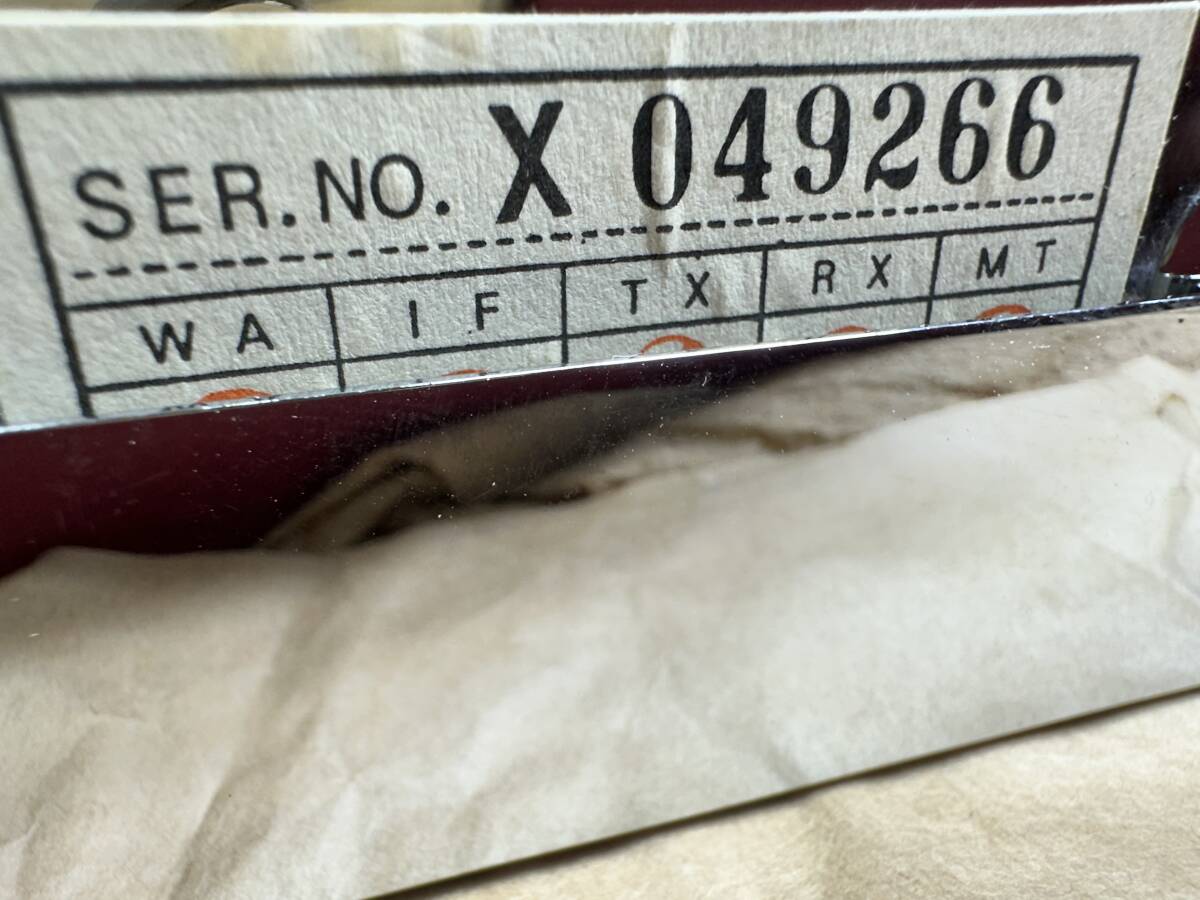 SER. NO. X 049266
WA IF TX RX MT